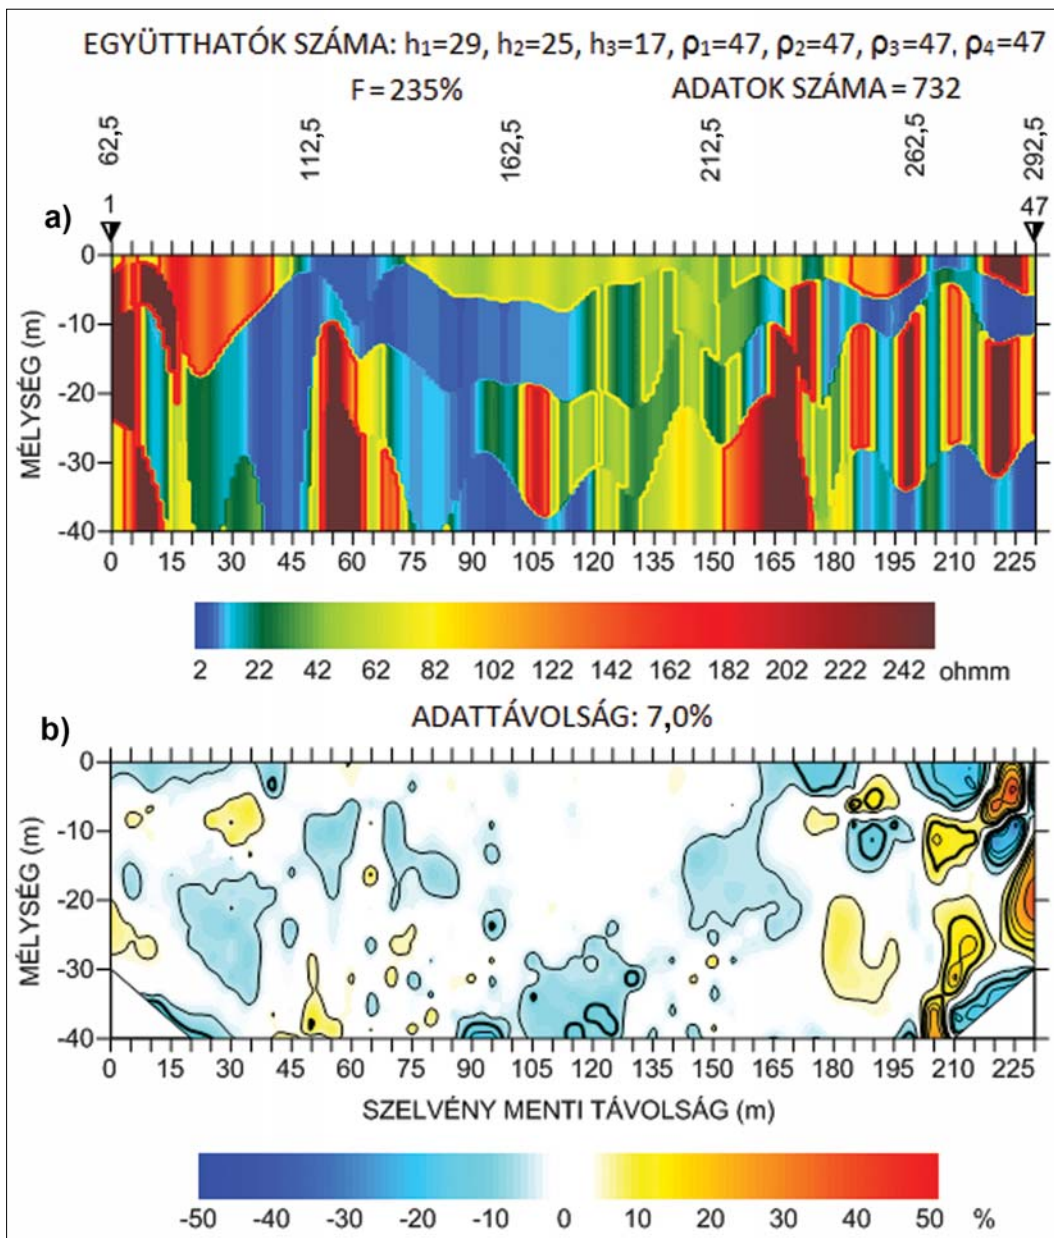 EGYÜTTHATÓK SZÁMA: h₁=29, h₂=25, h₃=17, ρ₁=47, ρ₂=47, ρ₃=47, ρ₄=47
F = 235% ADATOK SZÁMA = 732
62,5 112,5 162,5 212,5 262,5 292,5
1 47
a)
0
-10
-20
-30
-40
MÉLYSÉG (m)
0 15 30 45 60 75 90 105 120 135 150 165 180 195 210 225
2 22 42 62 82 102 122 142 162 182 202 222 242 ohmm
ADATTÁVOLSÁG: 7,0%
b)
0
-10
-20
-30
-40
MÉLYSÉG (m)
0 15 30 45 60 75 90 105 120 135 150 165 180 195 210 225
SZELVÉNY MENTI TÁVOLSÁG (m)
-50 -40 -30 -20 -10 0 10 20 30 40 50 %